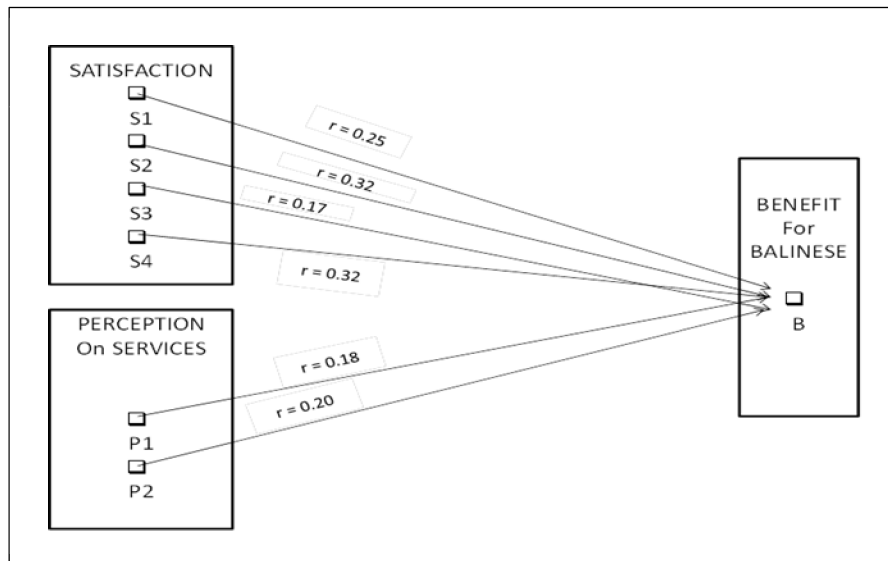 SATISFACTION
S1
S2
S3
S4
r = 0.25
r = 0.32
r = 0.17
r = 0.32
PERCEPTION
On SERVICES
P1
P2
r = 0.18
r = 0.20
BENEFIT
For
BALINESE
B